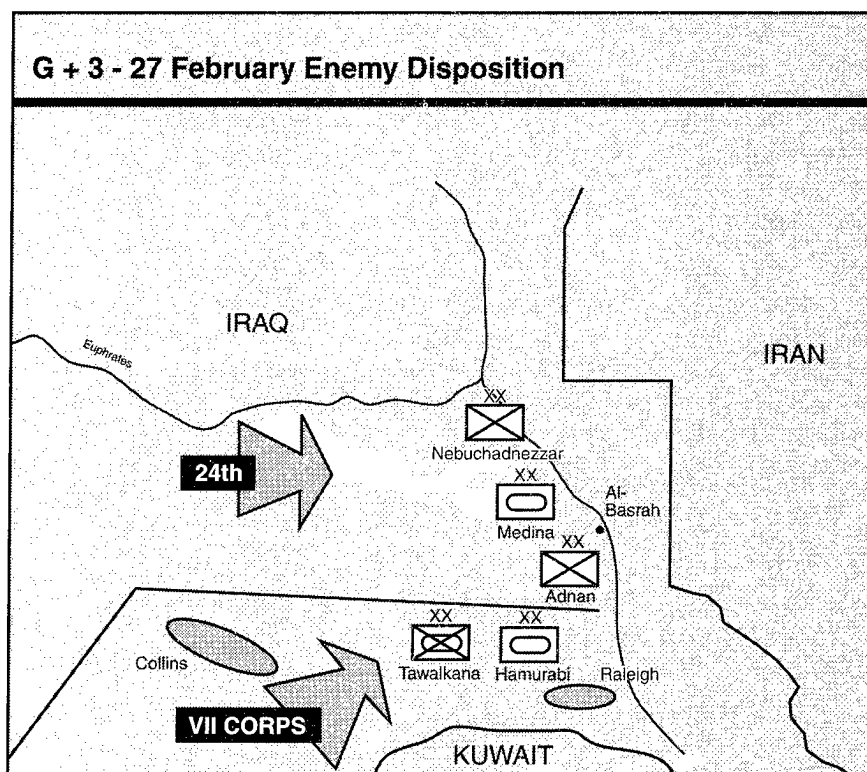 G + 3 - 27 February Enemy Disposition
IRAQ
IRAN
Euphrates
XX
Nebuchadnezzar
24th
XX
Medina
Al-
Basrah
XX
Adnan
XX
Tawalkana
XX
Hamurabi
Collins
Raleigh
VII CORPS
KUWAIT